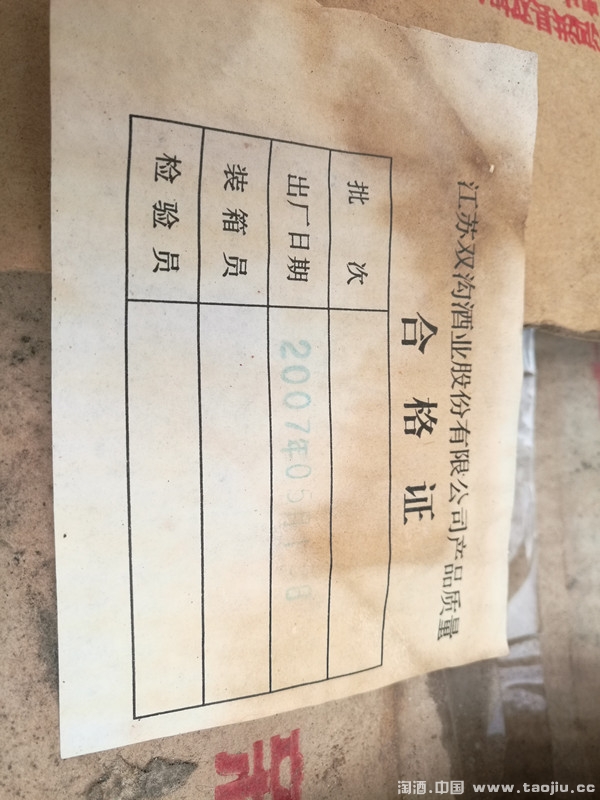 江苏双沟酒业股份有限公司产品质量
合格证
批次
出厂日期 2007年05月
装箱员
检验员
淘酒.中国 www.taojiu.cc